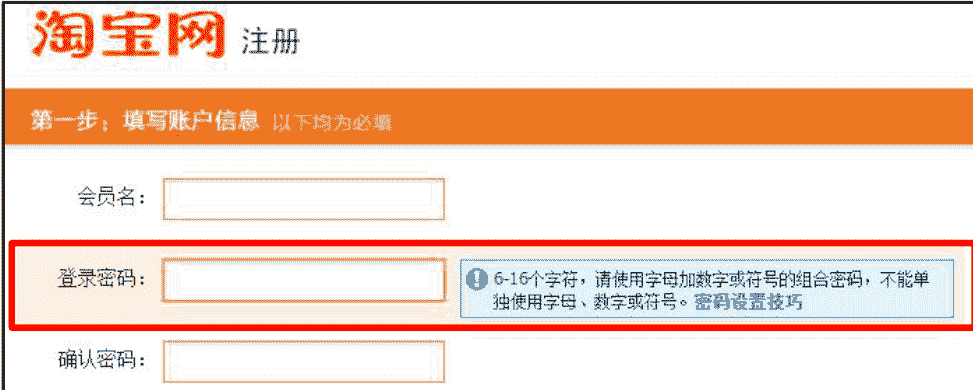 淘宝网 注册
第一步：填写账户信息 以下均为必填
会员名：
登录密码：
6-16个字符，请使用字母加数字或符号的组合密码，不能单
独使用字母、数字或符号。密码设置技巧
确认密码：